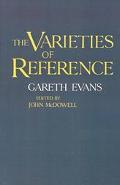 THE VARIETIES OF
REFERENCE
GARETH EVANS
EDITED BY
JOHN McDOWELL